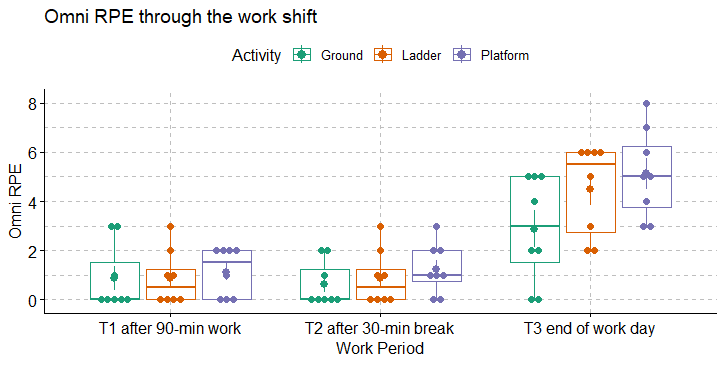 Omni RPE through the work shift
Activity Ground Ladder Platform
Omni RPE
8
6
4
2
0
T1 after 90-min work T2 after 30-min break T3 end of work day
Work Period